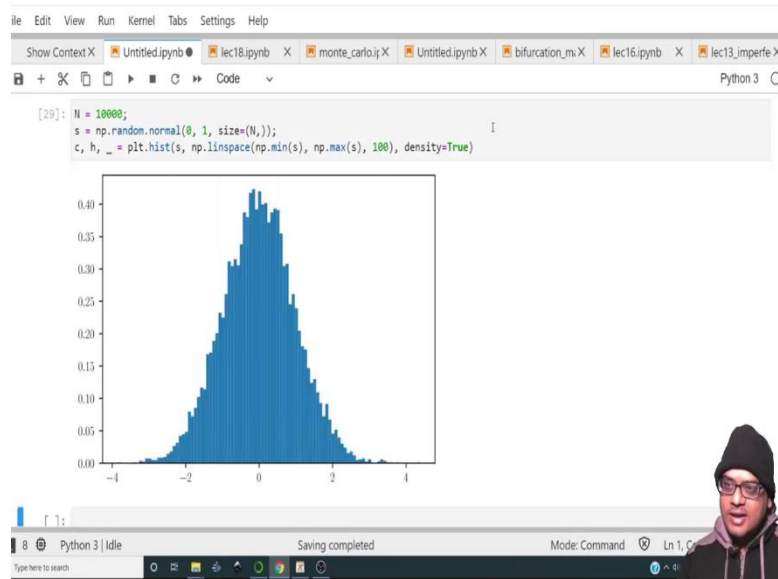 ile Edit View Run Kernel Tabs Settings Help
Show Context X Untitled.ipynb lec18.ipynb X monte_carlo.ip X Untitled.ipynb X bifurcation_ma X lec16.ipynb X lec13_imperfe X
Code Python 3
[29]: N = 10000;
s = np.random.normal(0, 1, size=(N,));
c, h, _ = plt.hist(s, np.linspace(np.min(s), np.max(s), 100), density=True)
0.40
0.35
0.30
0.25
0.20
0.15
0.10
0.05
0.00
−4 −2 0 2 4
[ ]:
8 Python 3 | Idle Saving completed Mode: Command Ln 1, C
Type here to search